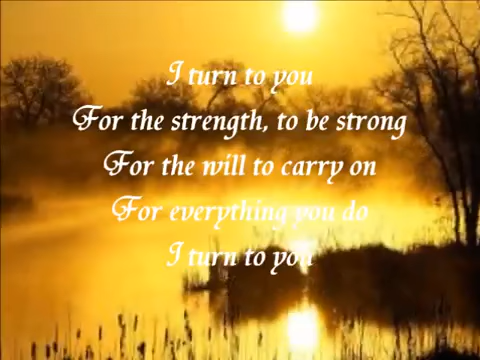 I turn to you
For the strength, to be strong
For the will to carry on
For everything you do
I turn to you